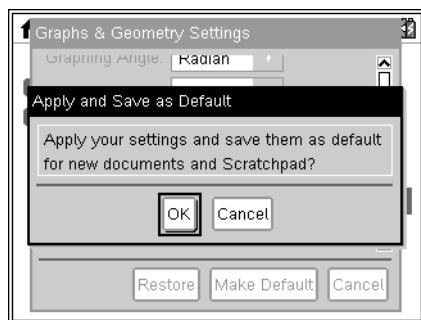 Graphs & Geometry Settings
Graphing Angle: Radian
Apply and Save as Default
Apply your settings and save them as default
for new documents and Scratchpad?
OK Cancel
Restore Make Default Cancel